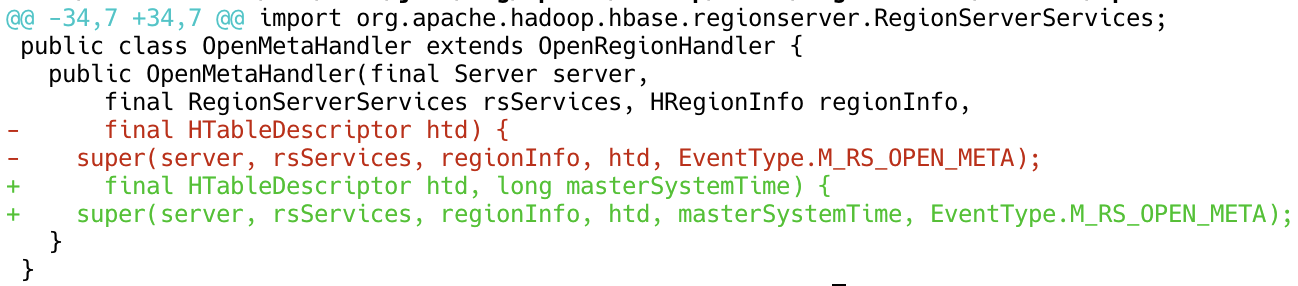 @@ -34,7 +34,7 @@ import org.apache.hadoop.hbase.regionserver.RegionServerServices;
 public class OpenMetaHandler extends OpenRegionHandler {
   public OpenMetaHandler(final Server server,
       final RegionServerServices rsServices, HRegionInfo regionInfo,
-      final HTableDescriptor htd) {
-    super(server, rsServices, regionInfo, htd, EventType.M_RS_OPEN_META);
+      final HTableDescriptor htd, long masterSystemTime) {
+    super(server, rsServices, regionInfo, htd, masterSystemTime, EventType.M_RS_OPEN_META);
   }
 }